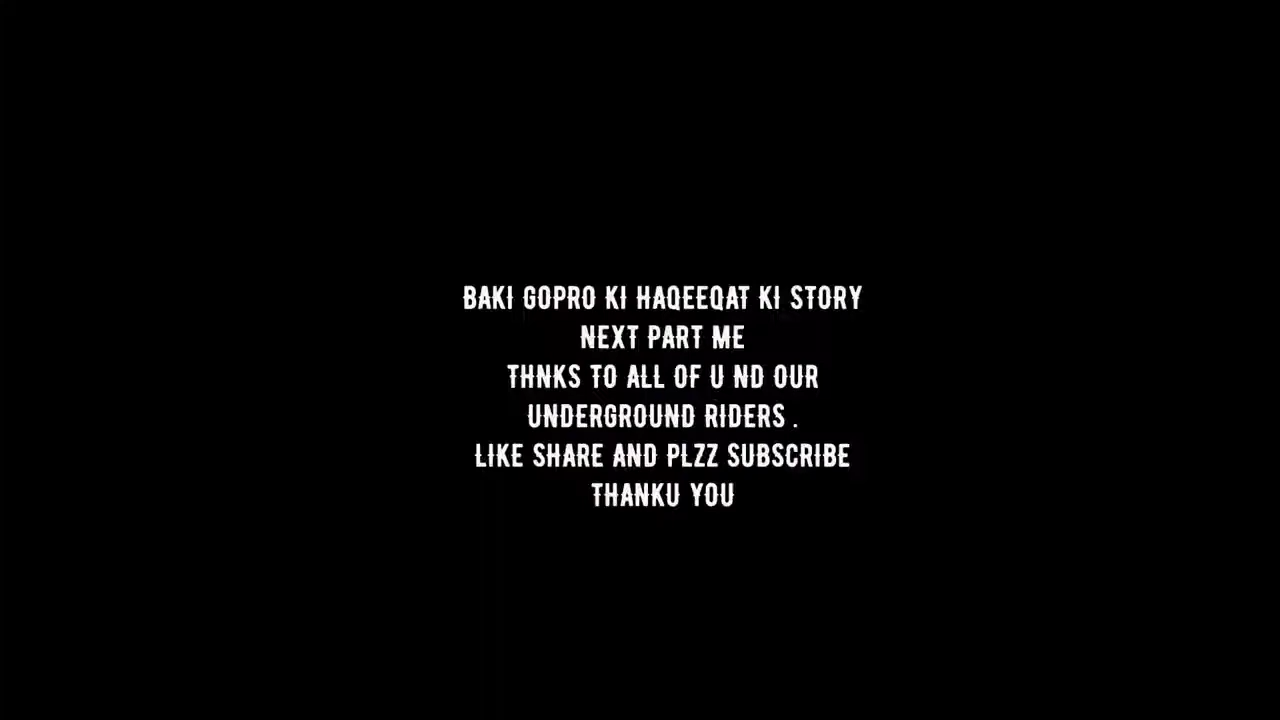 BAKI GOPRO KI HAQEEQAT KI STORY
NEXT PART ME
THNKS TO ALL OF U ND OUR
UNDERGROUND RIDERS .
LIKE SHARE AND PLZZ SUBSCRIBE
THANKU YOU